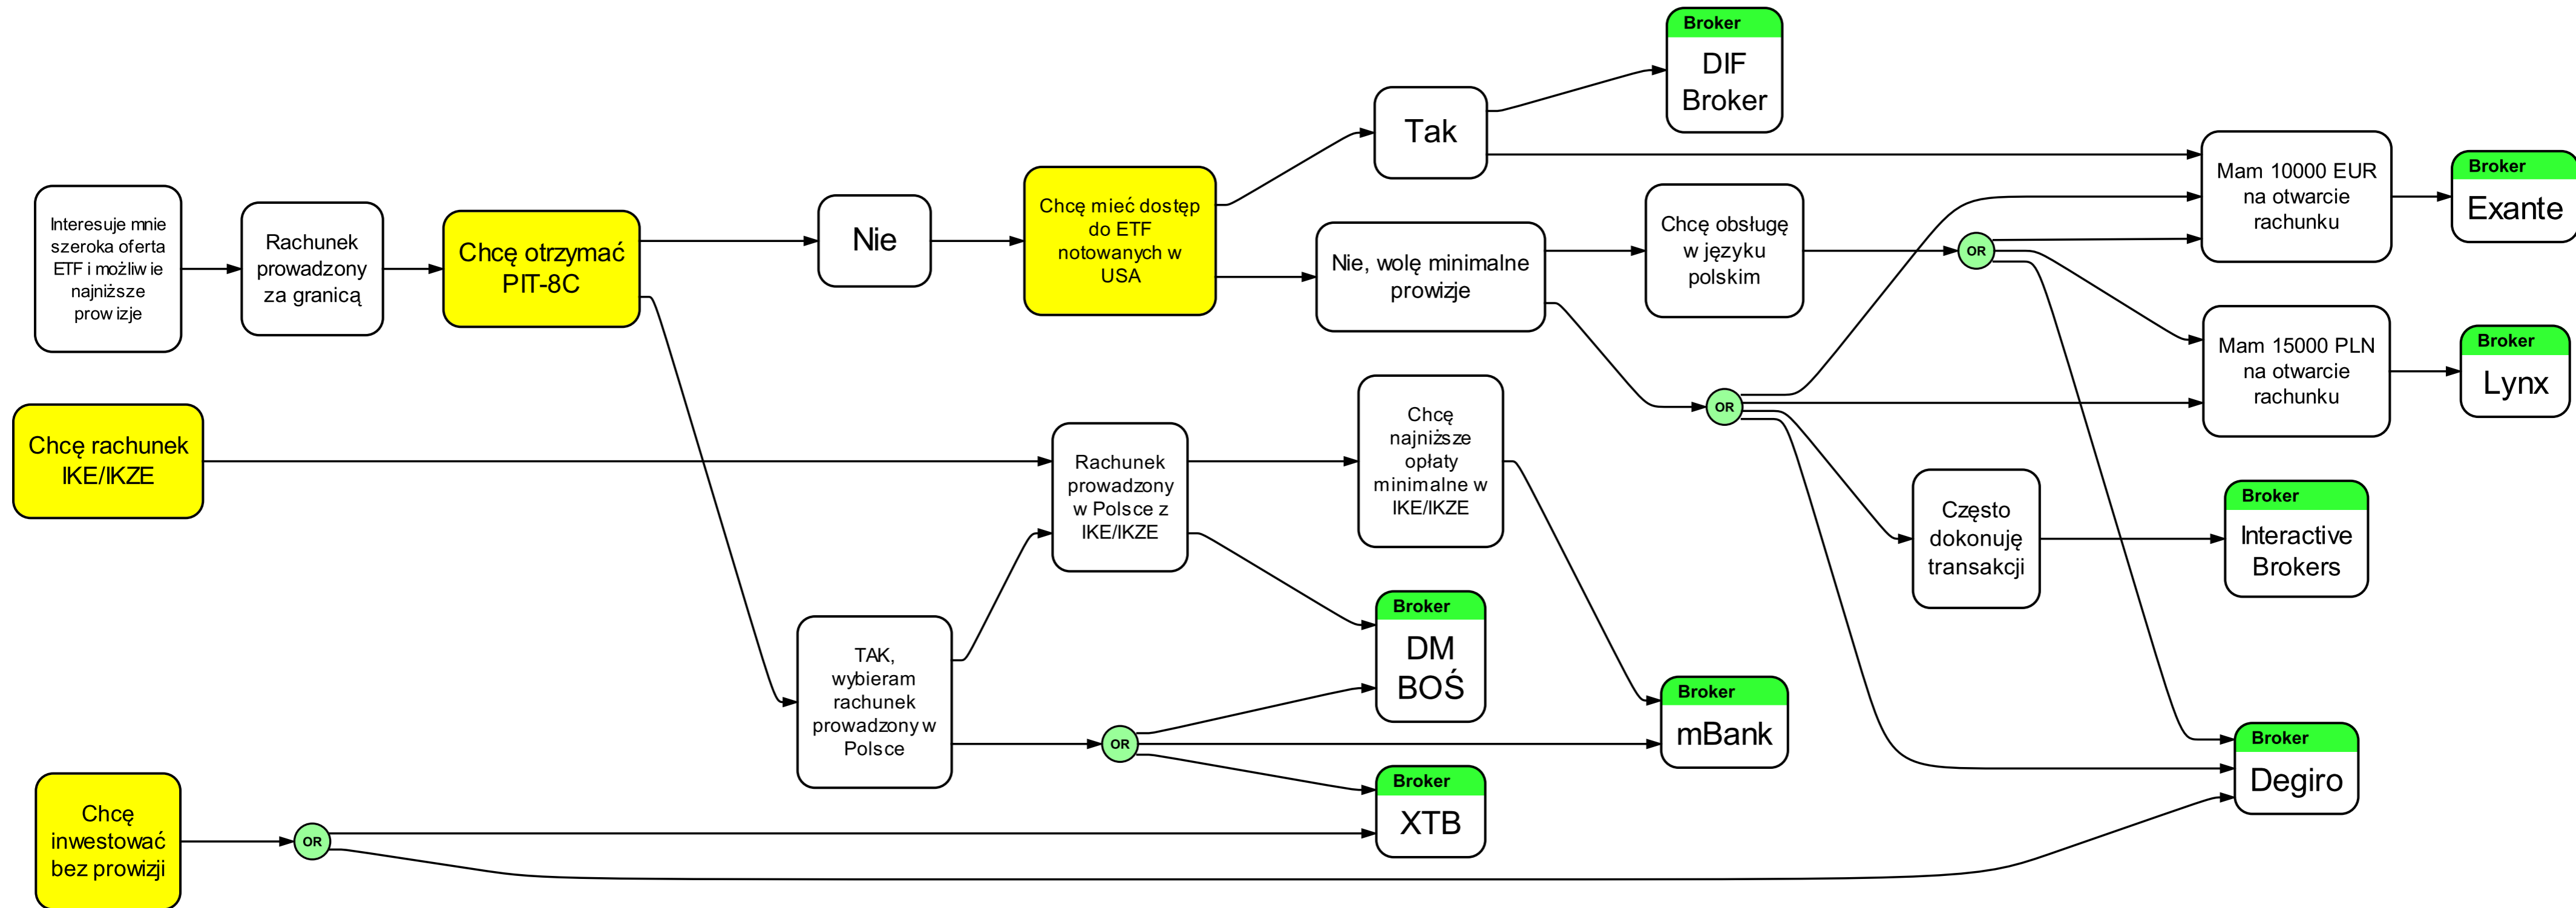 Interesuje mnie
szeroka oferta
ETF i możliwie
najniższe
prowizje
Rachunek
prowadzony
za granicą
Chcę otrzymać
PIT-8C
Nie
Chcę mieć dostęp
do ETF
notowanych w
USA
Tak
Broker
DIF
Broker
Nie, wolę minimalne
prowizje
Chcę obsługę
w języku
polskim
OR
Mam 10000 EUR
na otwarcie
rachunku
Broker
Exante
Mam 15000 PLN
na otwarcie
rachunku
Broker
Lynx
OR
Często
dokonuję
transakcji
Broker
Interactive
Brokers
Chcę rachunek
IKE/IKZE
Rachunek
prowadzony
w Polsce z
IKE/IKZE
Chcę
najniższe
opłaty
minimalne w
IKE/IKZE
TAK,
wybieram
rachunek
prowadzony w
Polsce
OR
Broker
DM
BOŚ
Broker
mBank
Broker
XTB
Broker
Degiro
Chcę
inwestować
bez prowizji
OR